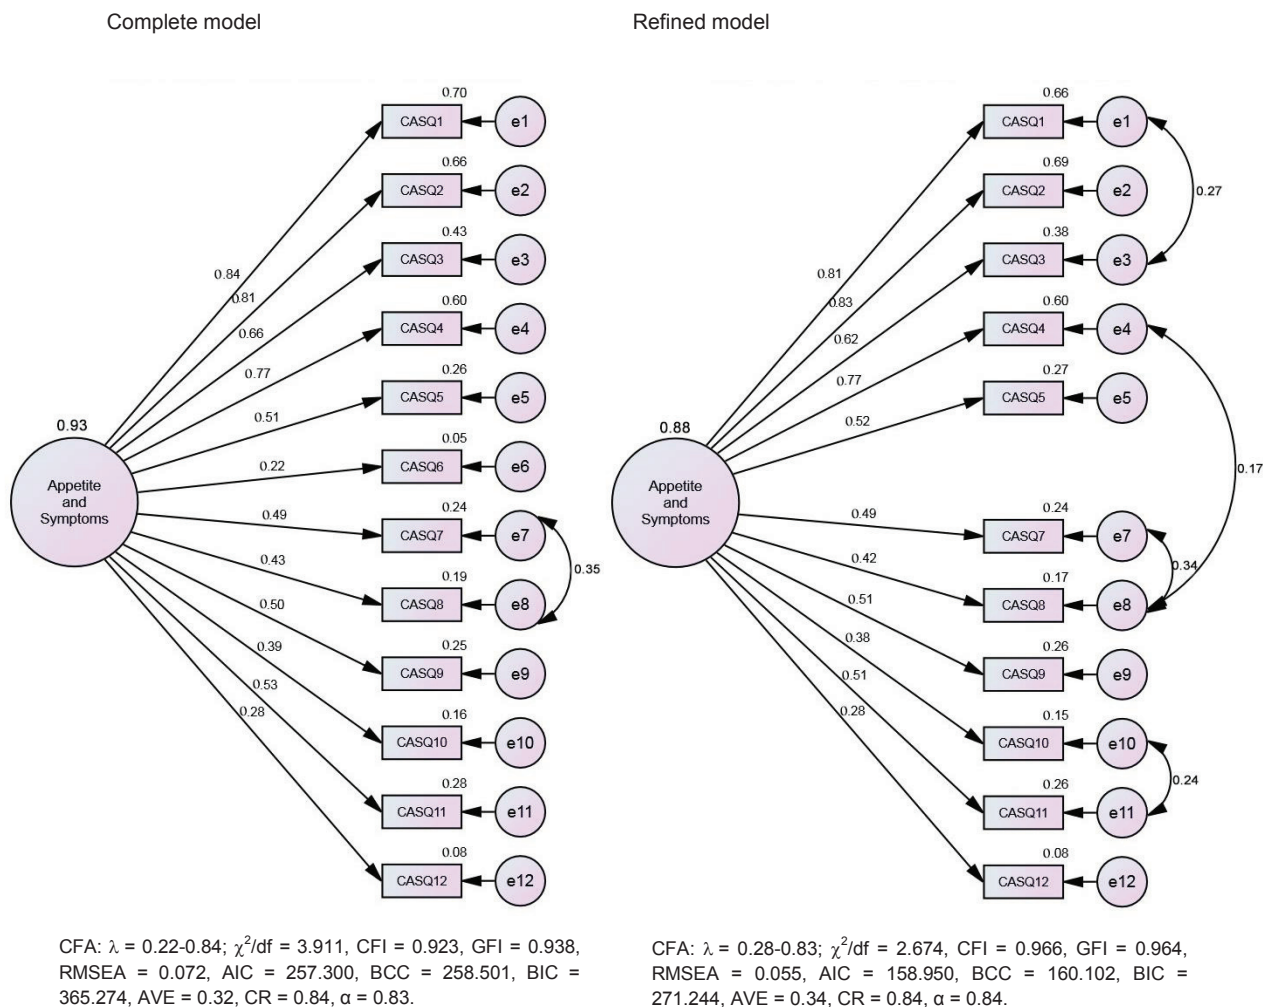 Complete model
Refined model
0.70
CASQ1
e1
0.66
CASQ2
e2
0.43
CASQ3
e3
0.60
CASQ4
e4
0.26
CASQ5
e5
0.05
CASQ6
e6
0.24
CASQ7
e7
0.19
CASQ8
e8
0.25
CASQ9
e9
0.16
CASQ10
e10
0.28
CASQ11
e11
0.08
CASQ12
e12
0.84
0.81
0.66
0.77
0.51
0.22
0.49
0.43
0.50
0.39
0.53
0.28
0.35
0.93
Appetite
and
Symptoms
CFA: λ = 0.22-0.84; χ²/df = 3.911, CFI = 0.923, GFI = 0.938,
RMSEA = 0.072, AIC = 257.300, BCC = 258.501, BIC =
365.274, AVE = 0.32, CR = 0.84, α = 0.83.
0.66
CASQ1
e1
0.69
CASQ2
e2
0.38
CASQ3
e3
0.60
CASQ4
e4
0.27
CASQ5
e5
0.24
CASQ7
e7
0.17
CASQ8
e8
0.26
CASQ9
e9
0.15
CASQ10
e10
0.26
CASQ11
e11
0.08
CASQ12
e12
0.81
0.83
0.62
0.77
0.52
0.49
0.42
0.51
0.38
0.51
0.28
0.27
0.17
0.34
0.24
0.88
Appetite
and
Symptoms
CFA: λ = 0.28-0.83; χ²/df = 2.674, CFI = 0.966, GFI = 0.964,
RMSEA = 0.055, AIC = 158.950, BCC = 160.102, BIC =
271.244, AVE = 0.34, CR = 0.84, α = 0.84.